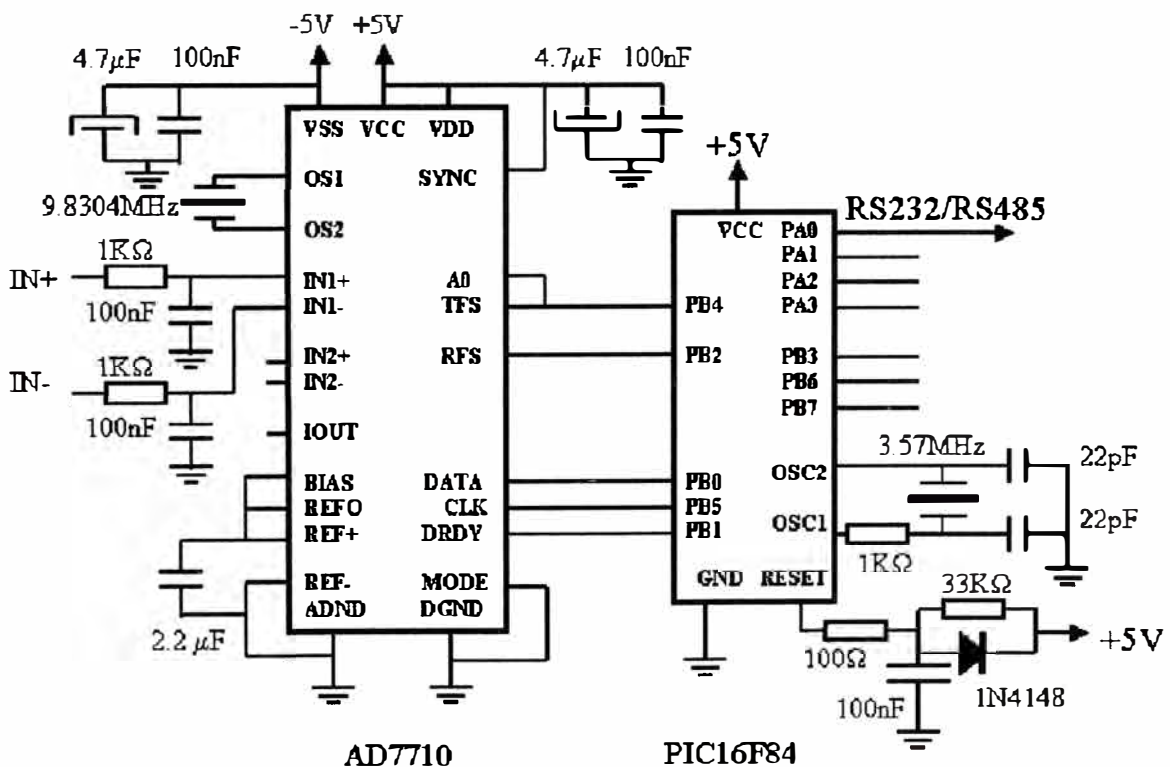 -5V +5V
4.7μF 100nF
4.7μF 100nF
VSS VCC VDD
OS1 SYNC
9.8304MHz
OS2
1KΩ
IN+
IN1+ A0
100nF
IN1- TFS
IN2+ RFS
1KΩ
IN-
IN2-
100nF
IOUT
BIAS DATA
REFO CLK
REF+ DRDY
REF- MODE
ADND DGND
2.2 μF
AD7710
+5V
RS232/RS485
VCC PA0
PA1
PA2
PB4 PA3
PB2 PB3
PB6
PB7
3.57MHz
OSC2
22pF
PB0
PB5
OSC1
22pF
PB1
1KΩ
GND RESET
33KΩ
+5V
100Ω
1N4148
100nF
PIC16F84